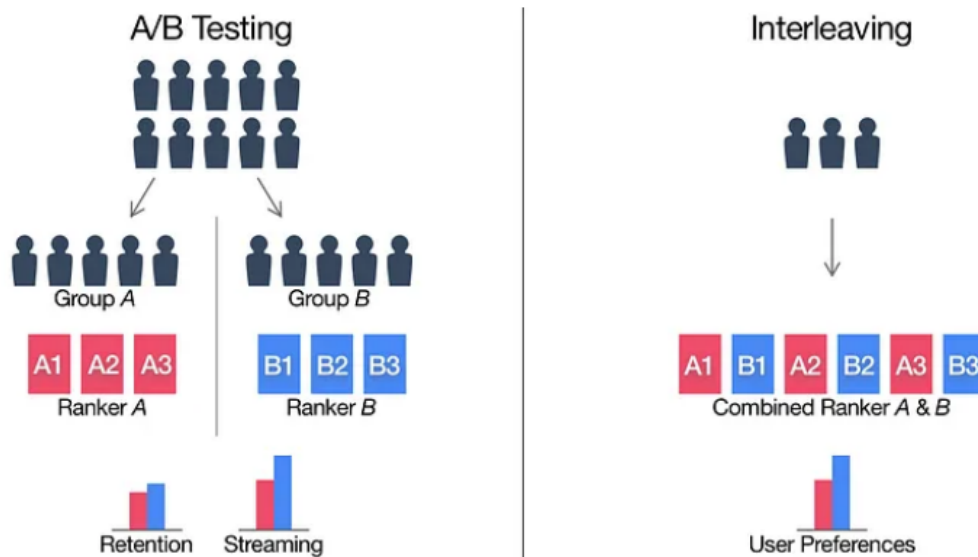 A/B Testing
Group A
Group B
A1 A2 A3
B1 B2 B3
Ranker A
Ranker B
Retention
Streaming
Interleaving
A1 B1 A2 B2 A3 B3
Combined Ranker A & B
User Preferences